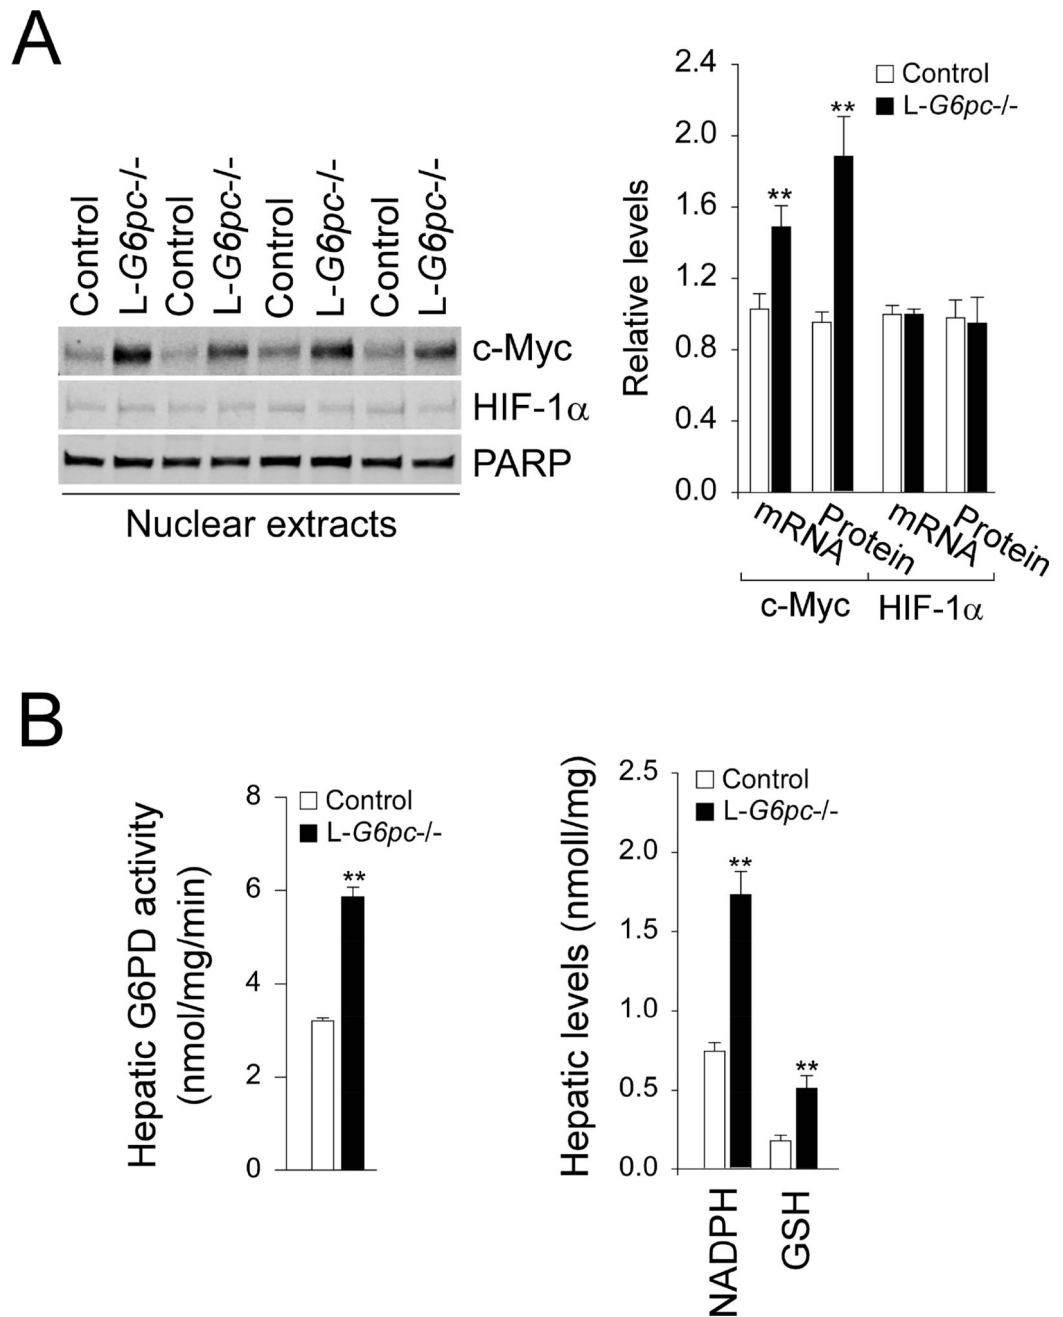 A
Control
L-G6pc-/-
Control
L-G6pc-/-
Control
L-G6pc-/-
Control
L-G6pc-/-
c-Myc
HIF-1α
PARP
Nuclear extracts
Relative levels
2.4
2.0
1.6
1.2
0.8
0.4
0.0
Control
L-G6pc-/-
**
**
mRNA
Protein
mRNA
Protein
c-Myc
HIF-1α
B
Hepatic G6PD activity
(nmol/mg/min)
8
6
4
2
0
Control
L-G6pc-/-
**
Hepatic levels (nmoll/mg)
2.5
2.0
1.5
1.0
0.5
0.0
Control
L-G6pc-/-
**
**
NADPH
GSH